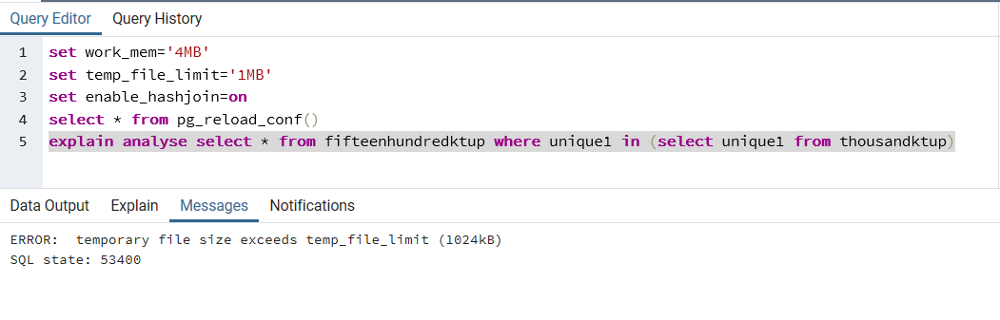 Query Editor Query History
1 set work_mem='4MB'
2 set temp_file_limit='1MB'
3 set enable_hashjoin=on
4 select * from pg_reload_conf()
5 explain analyse select * from fifteenhundredktup where unique1 in (select unique1 from thousandktup)
Data Output Explain Messages Notifications
ERROR: temporary file size exceeds temp_file_limit (1024kB)
SQL state: 53400